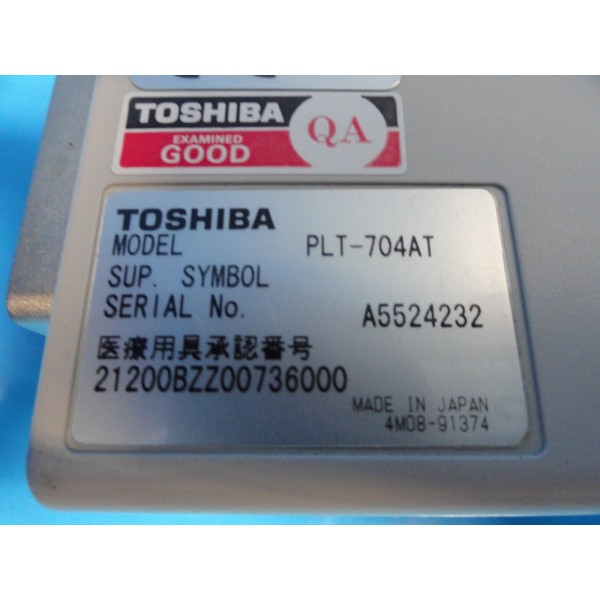 TOSHIBA
EXAMINED
GOOD
QA
TOSHIBA
MODEL PLT-704AT
SUP. SYMBOL
SERIAL No. A5524232
医療用具承認番号
21200BZZ00736000
MADE IN JAPAN
4M08-91374